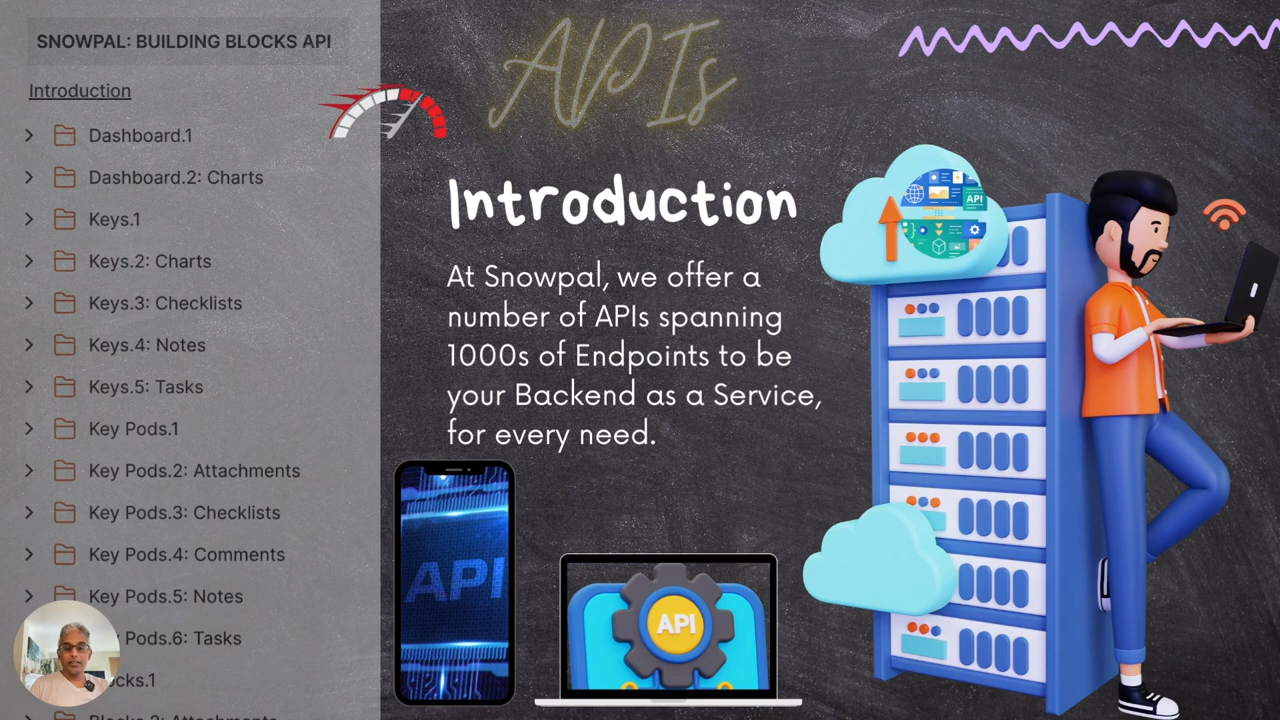 SNOWPAL: BUILDING BLOCKS API
Introduction
Dashboard.1
Dashboard.2: Charts
Keys.1
Keys.2: Charts
Keys.3: Checklists
Keys.4: Notes
Keys.5: Tasks
Key Pods.1
Key Pods.2: Attachments
Key Pods.3: Checklists
Key Pods.4: Comments
Key Pods.5: Notes
Pods.6: Tasks
APIs
Introduction
At Snowpal, we offer a
number of APIs spanning
1000s of Endpoints to be
your Backend as a Service,
for every need.
API
API
API